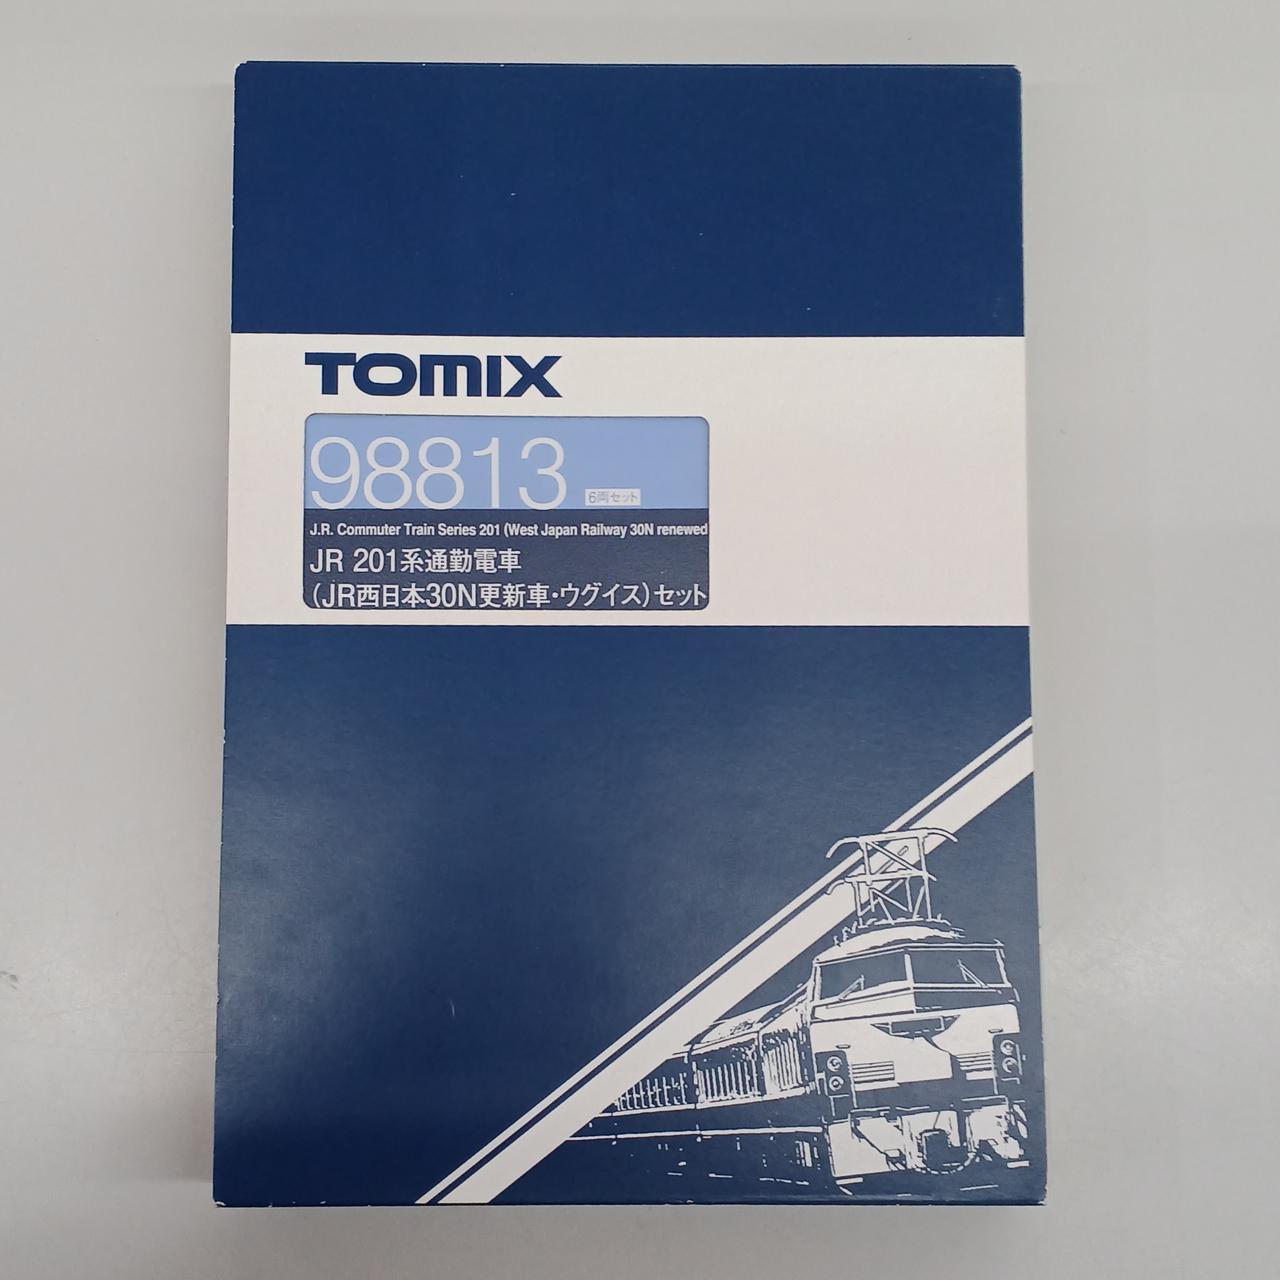 TOMIX
98813
6両セット
J.R. Commuter Train Series 201 (West Japan Railway 30N renewed
JR 201系通勤電車
(JR西日本30N更新車・ウグイス)セット